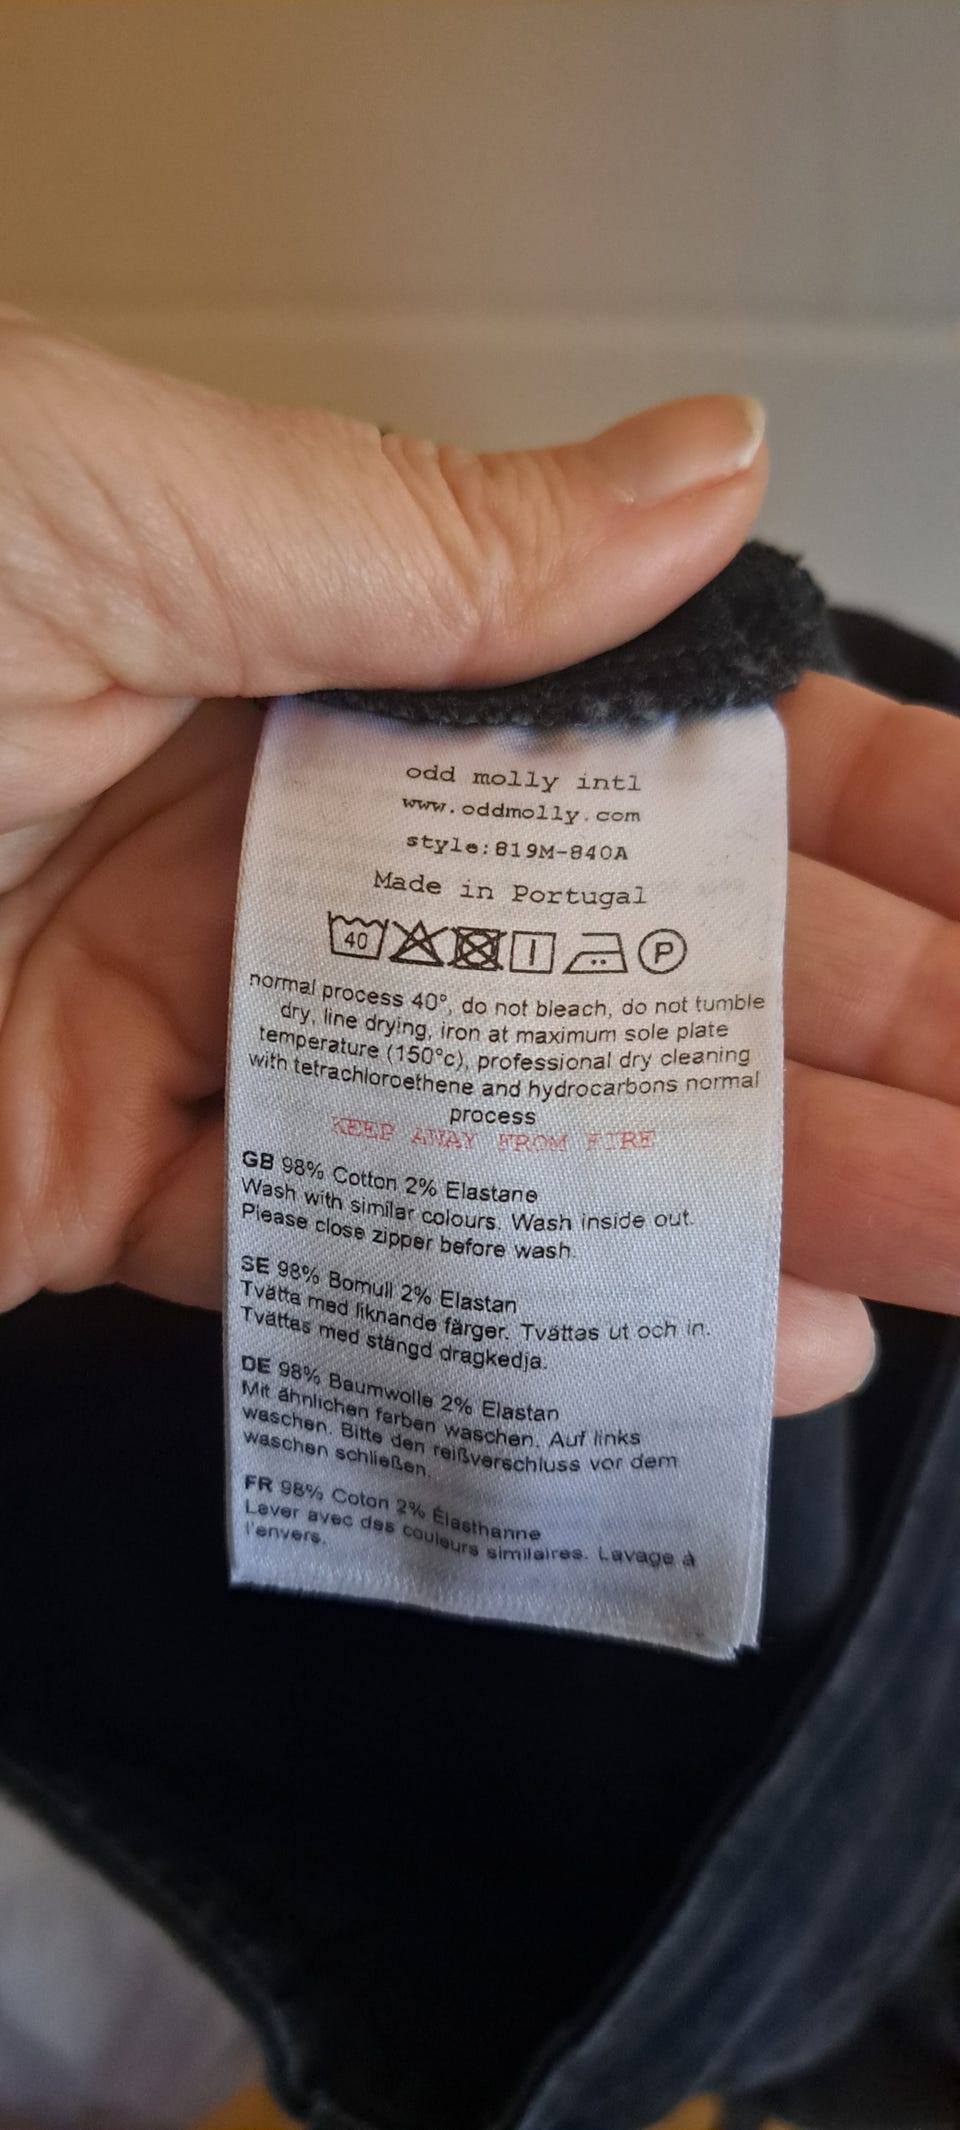 odd molly intl
www.oddmolly.com
style:819M-840A
Made in Portugal
40 P
normal process 40°, do not bleach, do not tumble
dry, line drying, iron at maximum sole plate
temperature (150°c), professional dry cleaning
with tetrachloroethene and hydrocarbons normal
process
KEEP AWAY FROM FIRE
GB 98% Cotton 2% Elastane
Wash with similar colours. Wash inside out.
Please close zipper before wash.
SE 98% Bomull 2% Elastan
Tvätta med liknande färger. Tvättas ut och in.
Tvättas med stängd dragkedja.
DE 98% Baumwolle 2% Elastan
Mit ähnlichen farben waschen. Auf links
waschen. Bitte den reißverschluss vor dem
waschen schließen.
FR 98% Coton 2% Élasthanne
Laver avec des couleurs similaires. Lavage à
l'envers.